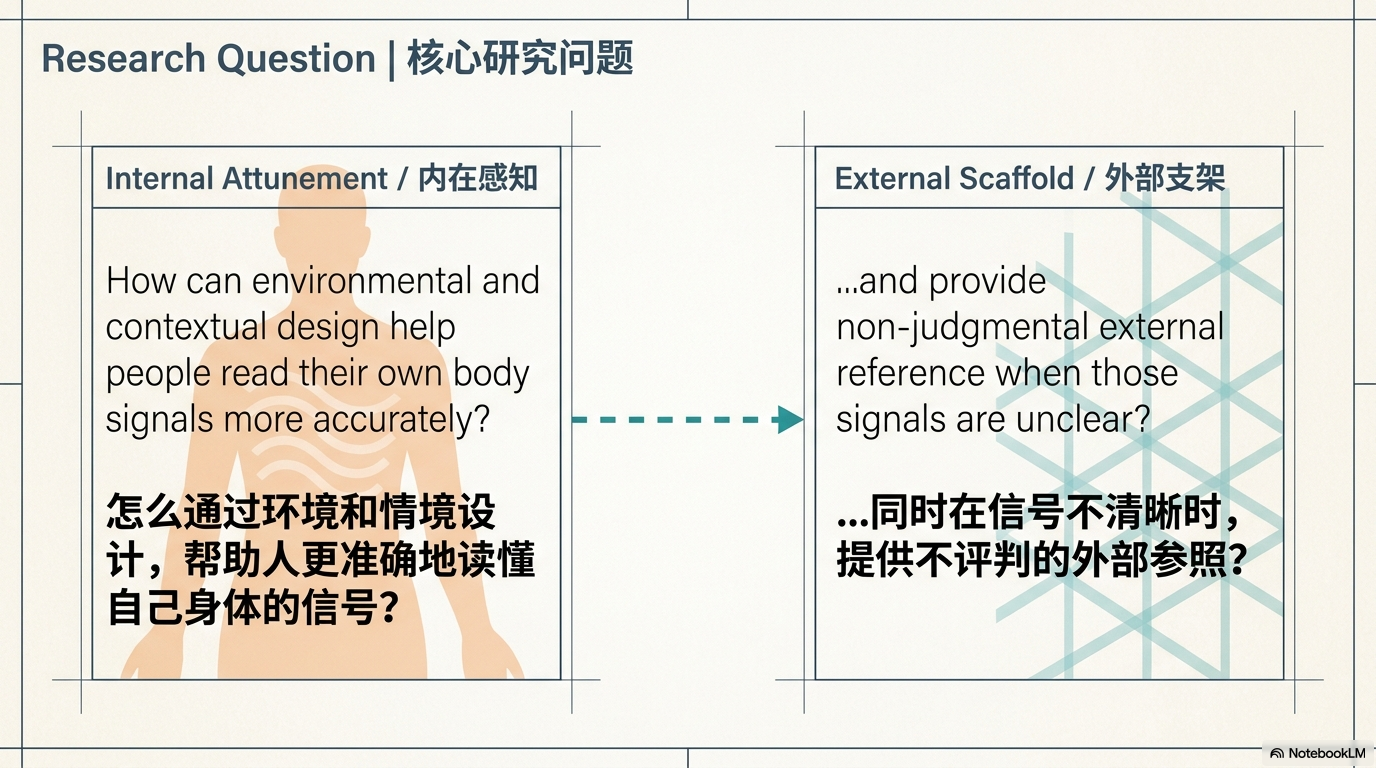 Research Question | 核心研究问题
Internal Attunement / 内在感知
How can environmental and
contextual design help
people read their own body
signals more accurately?
怎么通过环境和情境设
计，帮助人更准确地读懂
自己身体的信号？
External Scaffold / 外部支架
...and provide
non-judgmental external
reference when those
signals are unclear?
...同时在信号不清晰时，
提供不评判的外部参照？
NotebookLM